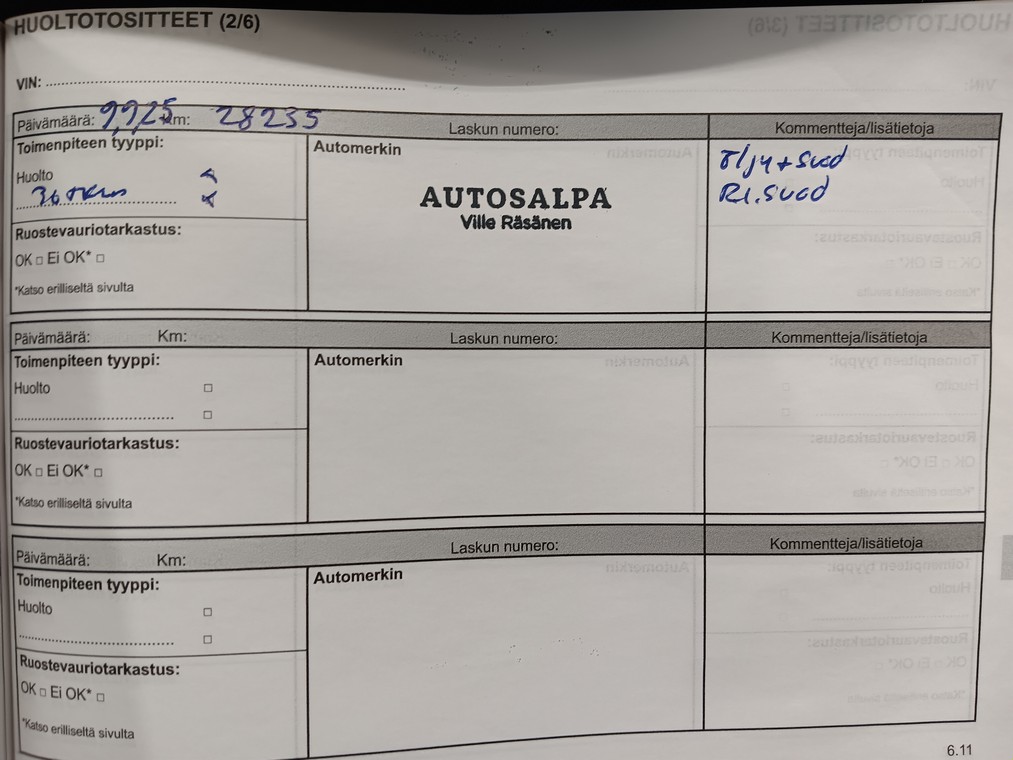 HUOLTOTOSITTEET (2/6)
VIN:
Päivämäärä: 9,9,25 Km: 28235 Laskun numero: Kommentteja/lisätietoja
Toimenpiteen tyyppi:
Automerkin
Huolto
AUTOSALPA
Ville Räsänen
Ruostevauriotarkastus:
OK □ Ei OK* □
*Katso erilliseltä sivulta
Päivämäärä: Km: Laskun numero: Kommentteja/lisätietoja
Toimenpiteen tyyppi:
Automerkin
Huolto □
□
Ruostevauriotarkastus:
OK □ Ei OK* □
*Katso erilliseltä sivulta
Päivämäärä: Km: Laskun numero: Kommentteja/lisätietoja
Toimenpiteen tyyppi:
Automerkin
Huolto □
□
Ruostevauriotarkastus:
OK □ Ei OK* □
*Katso erilliseltä sivulta
6.11